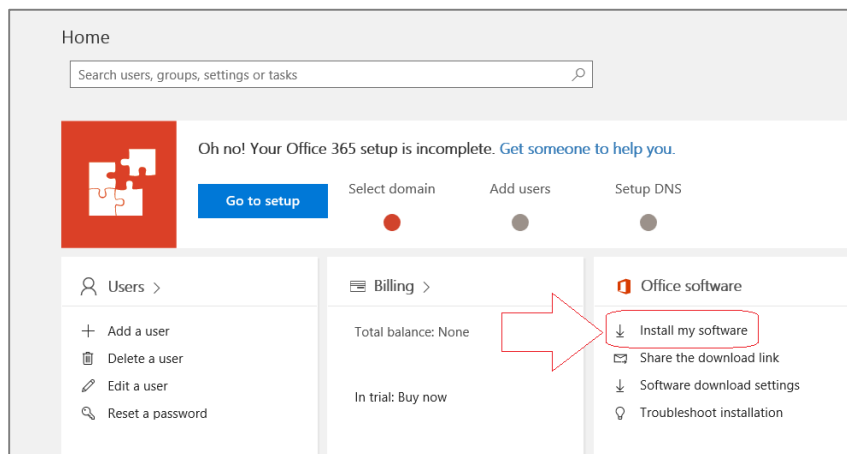 Home
Search users, groups, settings or tasks
Oh no! Your Office 365 setup is incomplete. Get someone to help you.
Go to setup
Select domain
Add users
Setup DNS
Users >
Add a user
Delete a user
Edit a user
Reset a password
Billing >
Total balance: None
In trial: Buy now
Office software
Install my software
Share the download link
Software download settings
Troubleshoot installation